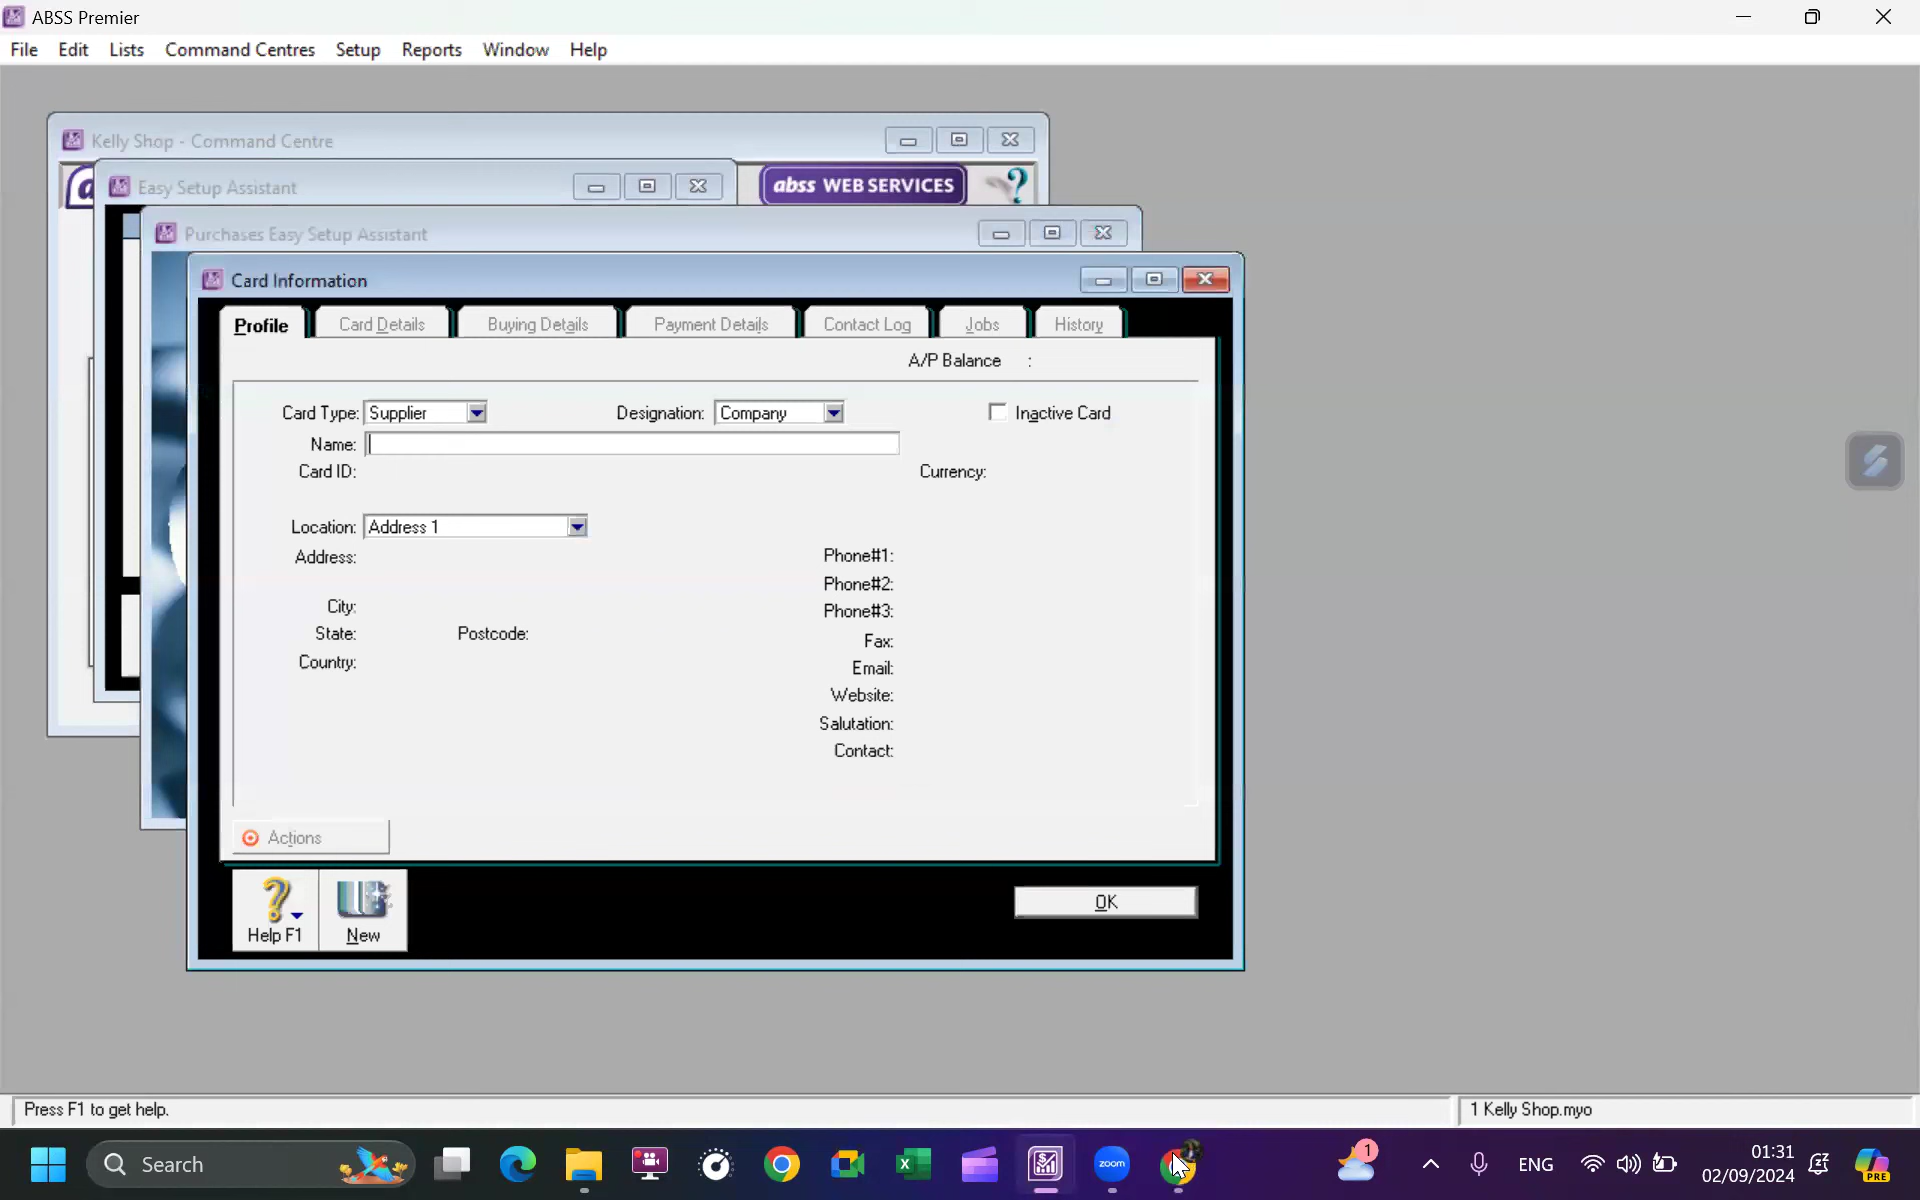 ABSS Premier
File Edit Lists Command Centres Setup Reports Window Help
Kelly Shop - Command Centre
Easy Setup Assistant
abss WEB SERVICES
Purchases Easy Setup Assistant
Card Information
Profile Card Details Buying Details Payment Details Contact Log Jobs History
A/P Balance :
Card Type: Supplier Designation: Company Inactive Card
Name:
Card ID: Currency:
Location: Address 1
Address: Phone#1:
Phone#2:
City: Phone#3:
State: Postcode: Fax:
Country: Email:
Website:
Salutation:
Contact:
Actions
Help F1 New OK
Press F1 to get help. 1 Kelly Shop.myo
Search zoom 1 ENG 01:31
02/09/2024 PRE